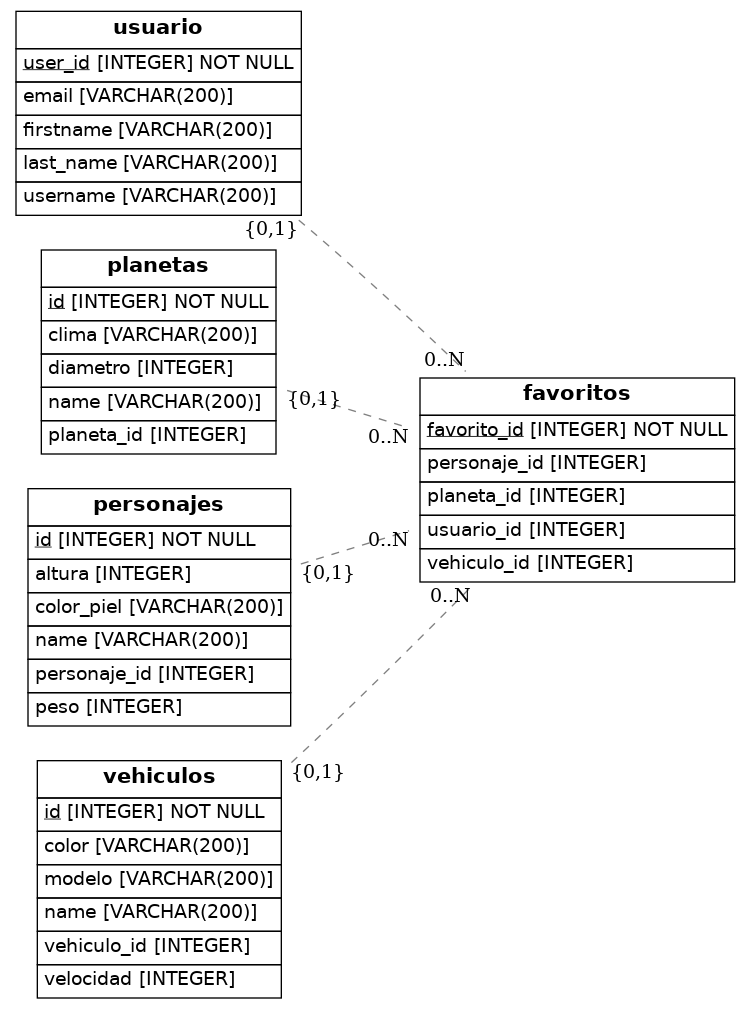 usuario
user_id [INTEGER] NOT NULL
email [VARCHAR(200)]
firstname [VARCHAR(200)]
last_name [VARCHAR(200)]
username [VARCHAR(200)]
{0,1}
planetas
id [INTEGER] NOT NULL
clima [VARCHAR(200)]
diametro [INTEGER]
name [VARCHAR(200)]
planeta_id [INTEGER]
{0,1}
0..N
0..N
favoritos
favorito_id [INTEGER] NOT NULL
personaje_id [INTEGER]
planeta_id [INTEGER]
usuario_id [INTEGER]
vehiculo_id [INTEGER]
personajes
id [INTEGER] NOT NULL
altura [INTEGER]
color_piel [VARCHAR(200)]
name [VARCHAR(200)]
personaje_id [INTEGER]
peso [INTEGER]
0..N
{0,1}
0..N
vehiculos
id [INTEGER] NOT NULL
color [VARCHAR(200)]
modelo [VARCHAR(200)]
name [VARCHAR(200)]
vehiculo_id [INTEGER]
velocidad [INTEGER]
{0,1}